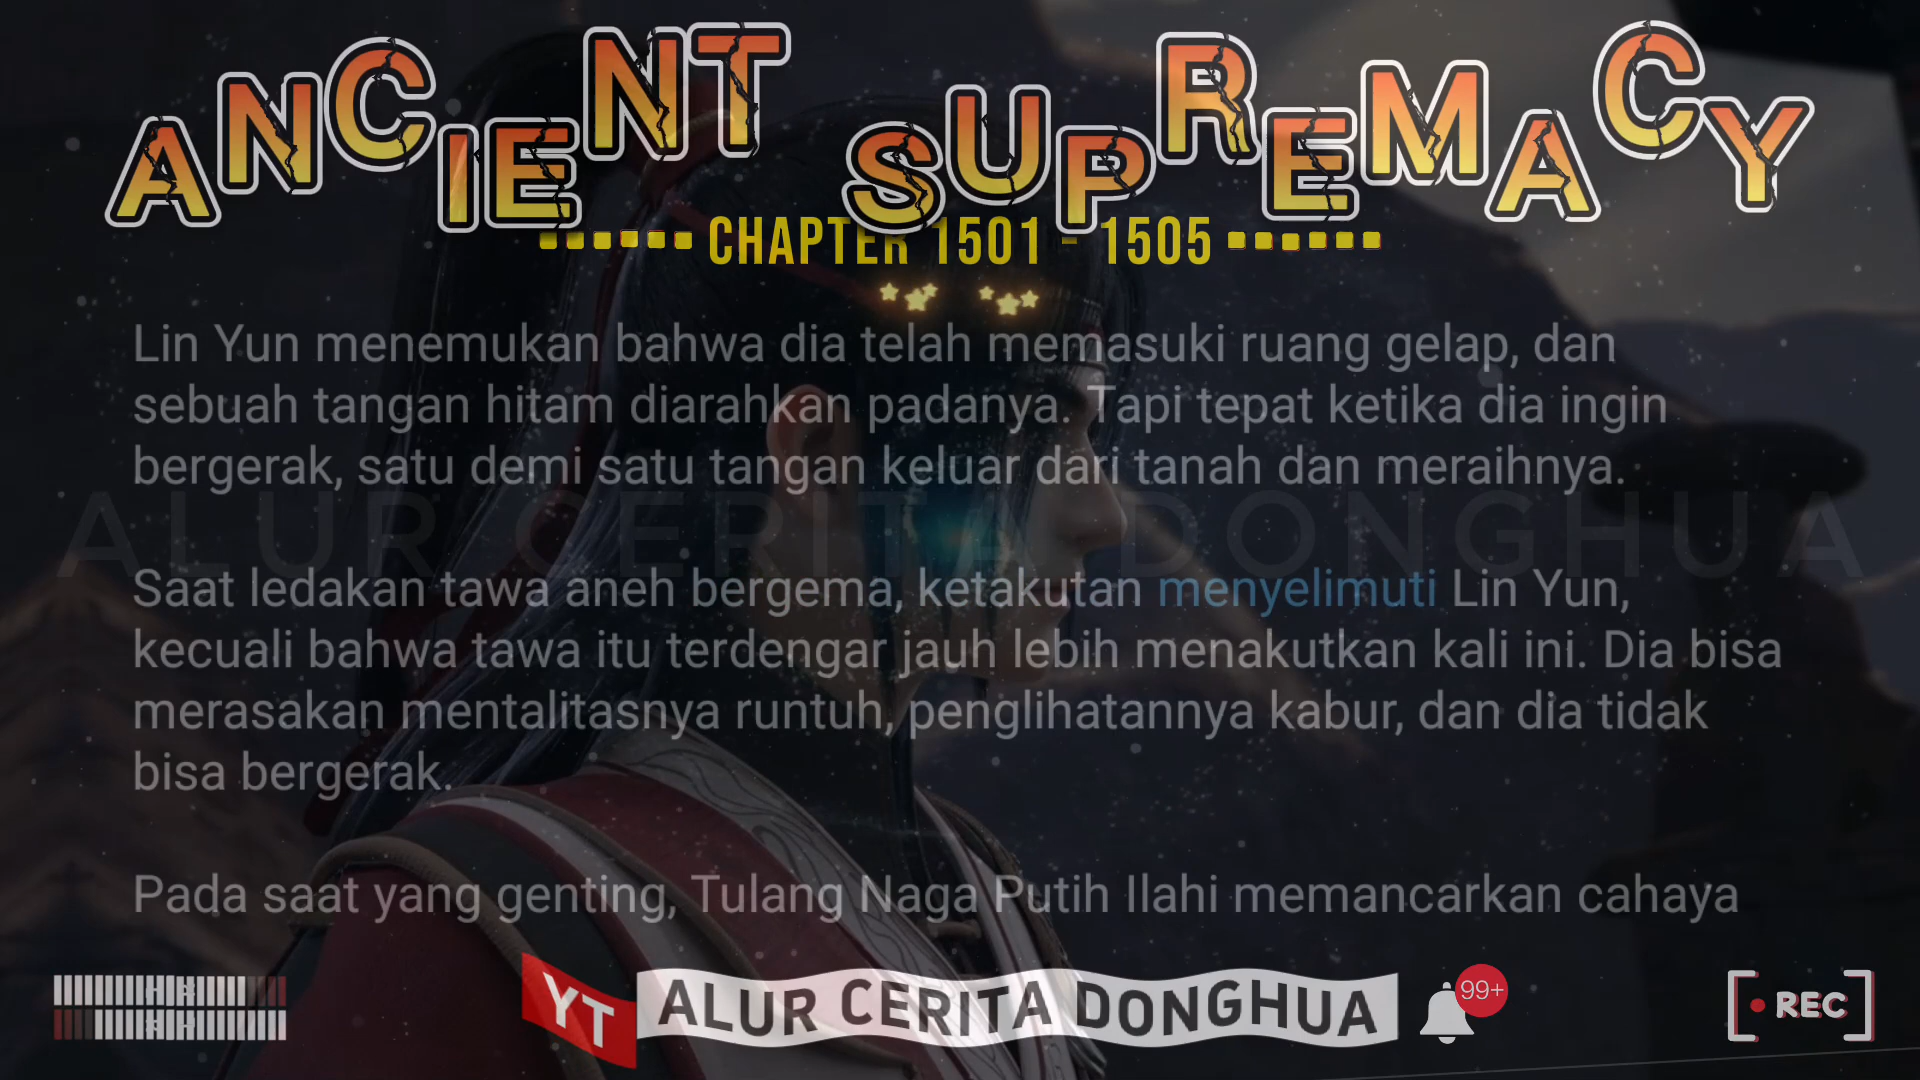 ANCIENT SUPREMACY
CHAPTER 1501 - 1505
Lin Yun menemukan bahwa dia telah memasuki ruang gelap, dan
sebuah tangan hitam diarahkan padanya. Tapi tepat ketika dia ingin
bergerak, satu demi satu tangan keluar dari tanah dan meraihnya.
ALUR CERITA DONGHUA
Saat ledakan tawa aneh bergema, ketakutan menyelimuti Lin Yun,
kecuali bahwa tawa itu terdengar jauh lebih menakutkan kali ini. Dia bisa
merasakan mentalitasnya runtuh, penglihatannya kabur, dan dia tidak
bisa bergerak.
Pada saat yang genting, Tulang Naga Putih Ilahi memancarkan cahaya
YT ALUR CERITA DONGHUA 99+
REC